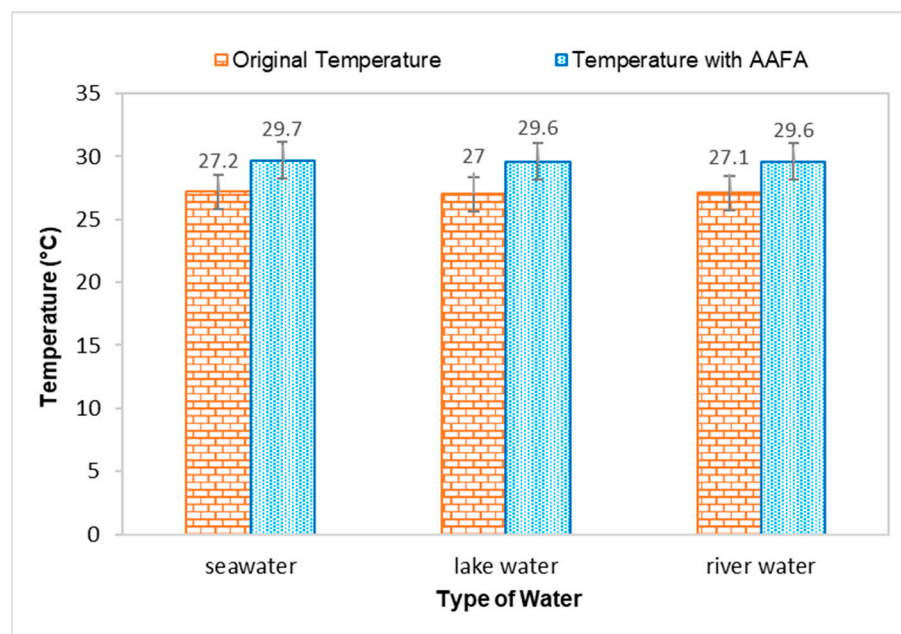 Original Temperature Temperature with AAFA
35
30
25
20
15
10
5
0
Temperature (°C)
27.2 29.7 27 29.6 27.1 29.6
seawater lake water river water
Type of Water